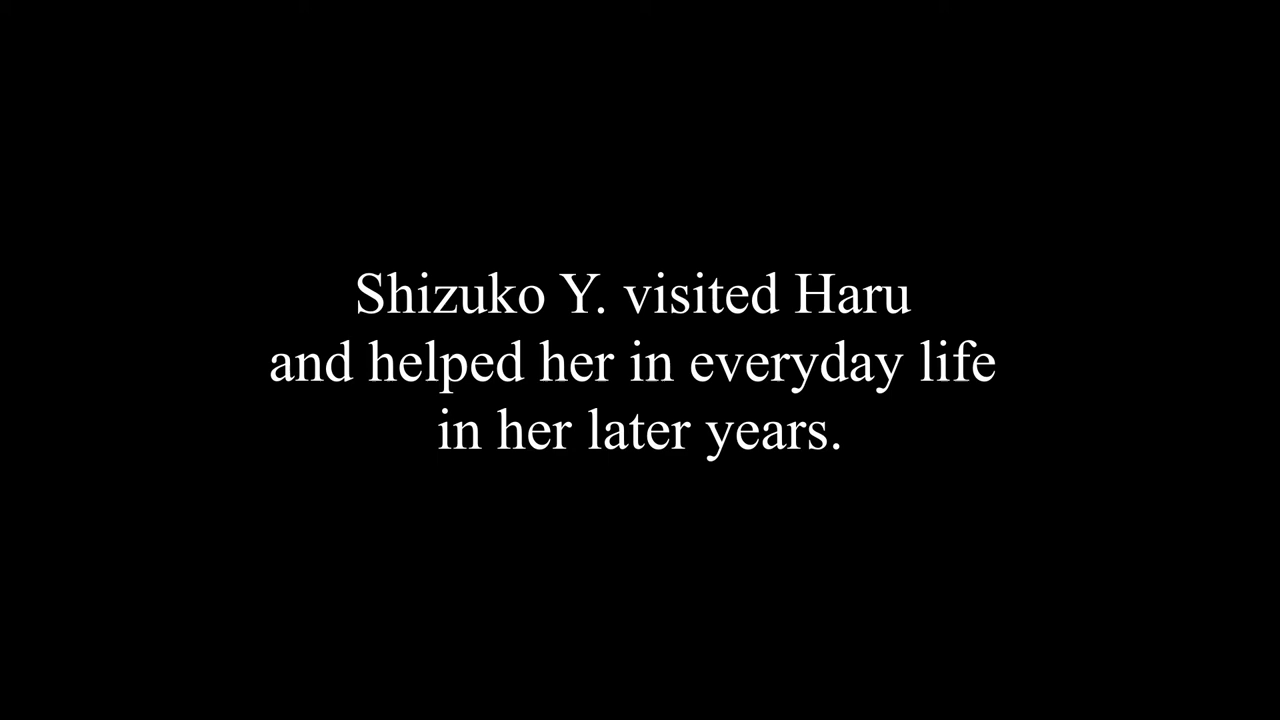 Shizuko Y. visited Haru
and helped her in everyday life
in her later years.